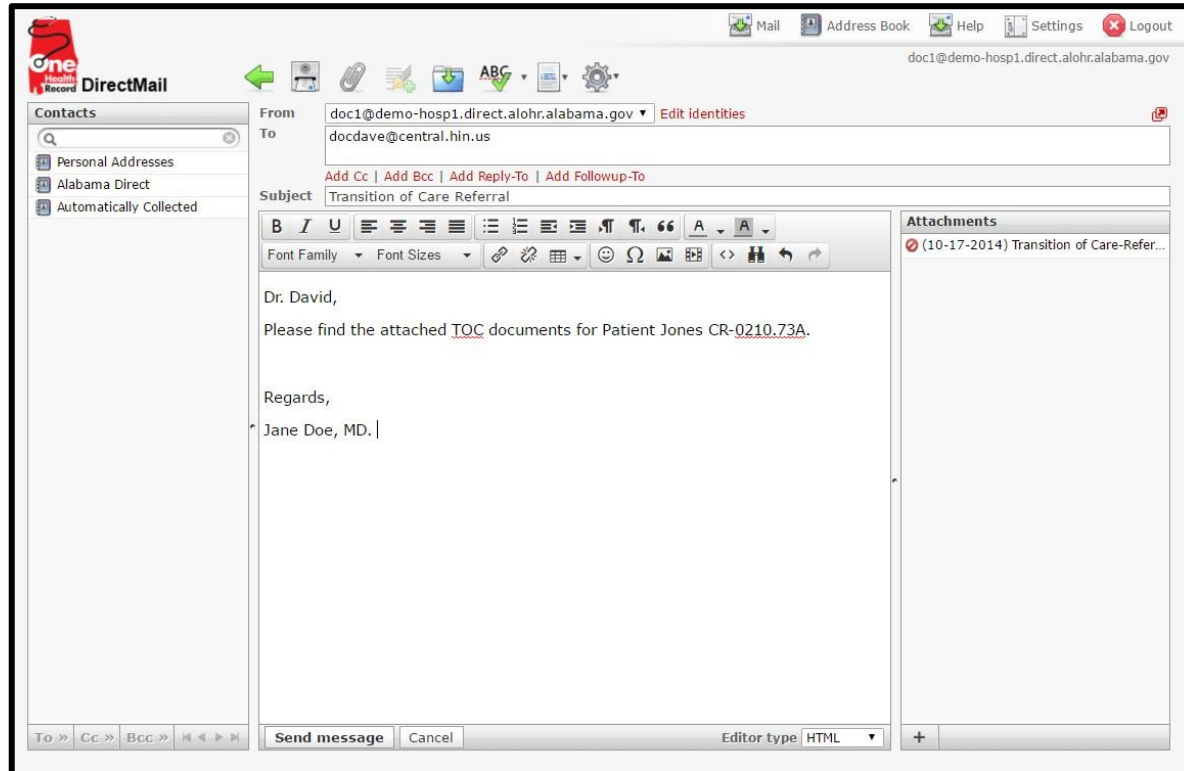 Mail Address Book Help Settings Logout
doc1@demo-hosp1.direct.alohr.alabama.gov
One
Health
Record DirectMail
ABC
Contacts
Personal Addresses
Alabama Direct
Automatically Collected
From doc1@demo-hosp1.direct.alohr.alabama.gov Edit identities
To docdave@central.hin.us
Add Cc | Add Bcc | Add Reply-To | Add Followup-To
Subject Transition of Care Referral
B I U A A
Font Family Font Sizes
Dr. David,
Please find the attached TOC documents for Patient Jones CR-0210.73A.
Regards,
Jane Doe, MD.
Attachments
(10-17-2014) Transition of Care-Refer...
To » Cc » Bcc »
Send message Cancel Editor type HTML
+